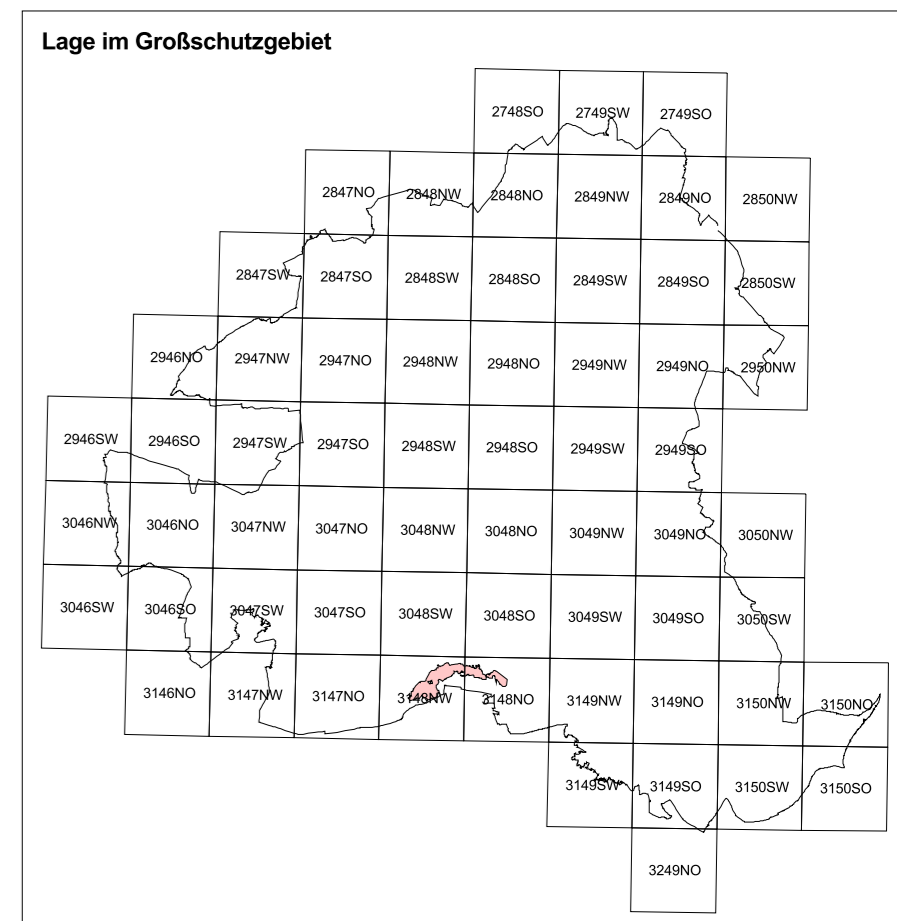 Lage im Großschutzgebiet
2748SO 2749SW 2749SO
2847NO 2848NW 2848NO 2849NW 2849NO 2850NW
2847SW 2847SO 2848SW 2848SO 2849SW 2849SO 2850SW
2946NO 2947NW 2947NO 2948NW 2948NO 2949NW 2949NO 2950NW
2946SW 2946SO 2947SW 2947SO 2948SW 2948SO 2949SW 2949SO
3046NW 3046NO 3047NW 3047NO 3048NW 3048NO 3049NW 3049NO 3050NW
3046SW 3046SO 3047SW 3047SO 3048SW 3048SO 3049SW 3049SO 3050SW
3146NO 3147NW 3147NO 3148NW 3148NO 3149NW 3149NO 3150NW 3150NO
3149SW 3149SO 3150SW 3150SO
3249NO